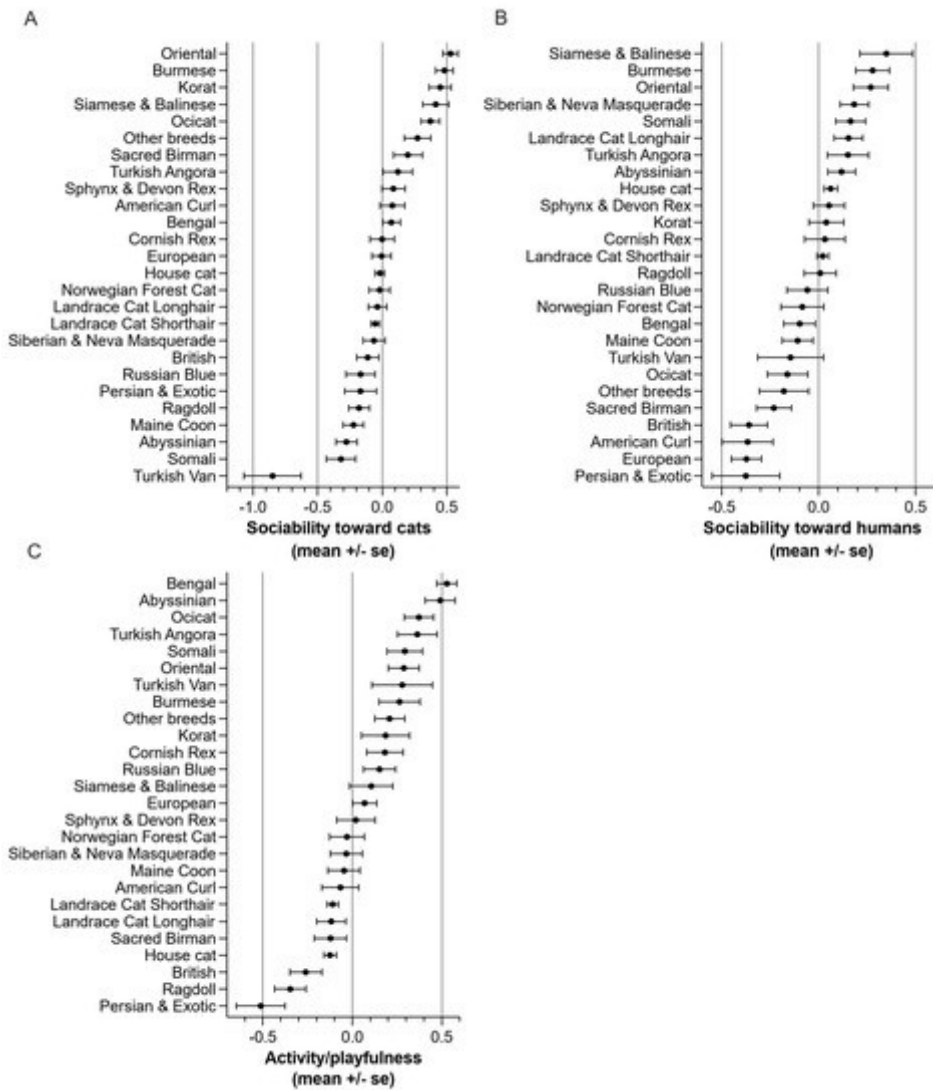 A
Oriental
Burmese
Korat
Siamese & Balinese
Ocicat
Other breeds
Sacred Birman
Turkish Angora
Sphynx & Devon Rex
American Curl
Bengal
Cornish Rex
European
House cat
Norwegian Forest Cat
Landrace Cat Longhair
Landrace Cat Shorthair
Siberian & Neva Masquerade
British
Russian Blue
Persian & Exotic
Ragdoll
Maine Coon
Abyssinian
Somali
Turkish Van
-1.0 -0.5 0.0 0.5
Sociability toward cats
(mean +/- se)
B
Siamese & Balinese
Burmese
Oriental
Siberian & Neva Masquerade
Somali
Landrace Cat Longhair
Turkish Angora
Abyssinian
House cat
Sphynx & Devon Rex
Korat
Cornish Rex
Landrace Cat Shorthair
Ragdoll
Russian Blue
Norwegian Forest Cat
Bengal
Maine Coon
Turkish Van
Ocicat
Other breeds
Sacred Birman
British
American Curl
European
Persian & Exotic
-0.5 0.0 0.5
Sociability toward humans
(mean +/- se)
C
Bengal
Abyssinian
Ocicat
Turkish Angora
Somali
Oriental
Turkish Van
Burmese
Other breeds
Korat
Cornish Rex
Russian Blue
Siamese & Balinese
European
Sphynx & Devon Rex
Norwegian Forest Cat
Siberian & Neva Masquerade
Maine Coon
American Curl
Landrace Cat Shorthair
Landrace Cat Longhair
Sacred Birman
House cat
British
Ragdoll
Persian & Exotic
-0.5 0.0 0.5
Activity/playfulness
(mean +/- se)